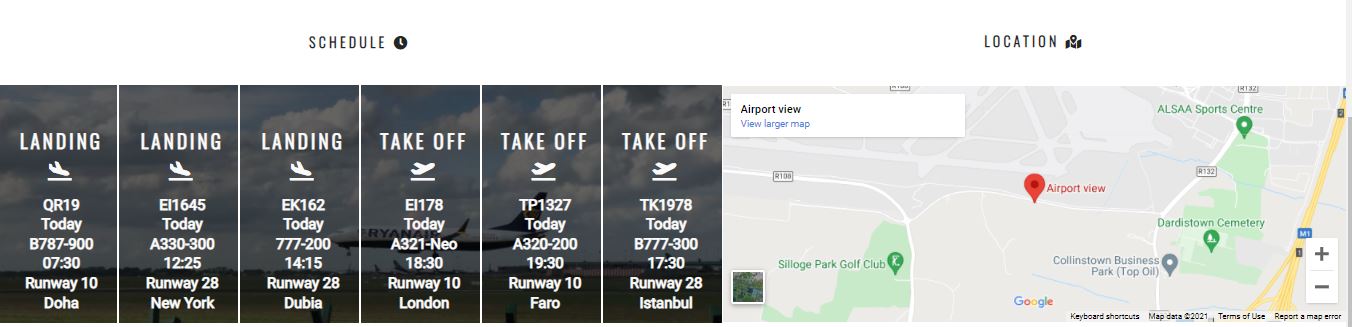 SCHEDULE
LOCATION
LANDING
QR19
Today
B787-900
07:30
Runway 10
Doha
LANDING
EI1645
Today
A330-300
12:25
Runway 28
New York
LANDING
EK162
Today
777-200
14:15
Runway 28
Dubia
TAKE OFF
EI178
Today
A321-Neo
18:30
Runway 10
London
TAKE OFF
TP1327
Today
A320-200
19:30
Runway 10
Faro
TAKE OFF
TK1978
Today
B777-300
17:30
Runway 28
Istanbul
RYANAIR
Airport view
View larger map
R132
ALSAA Sports Centre
R108
R132
Airport view
Dardistown Cemetery
M1
Silloge Park Golf Club
Collinstown Business
Park (Top Oil)
Google
Keyboard shortcuts
Map data ©2021
Terms of Use
Report a map error